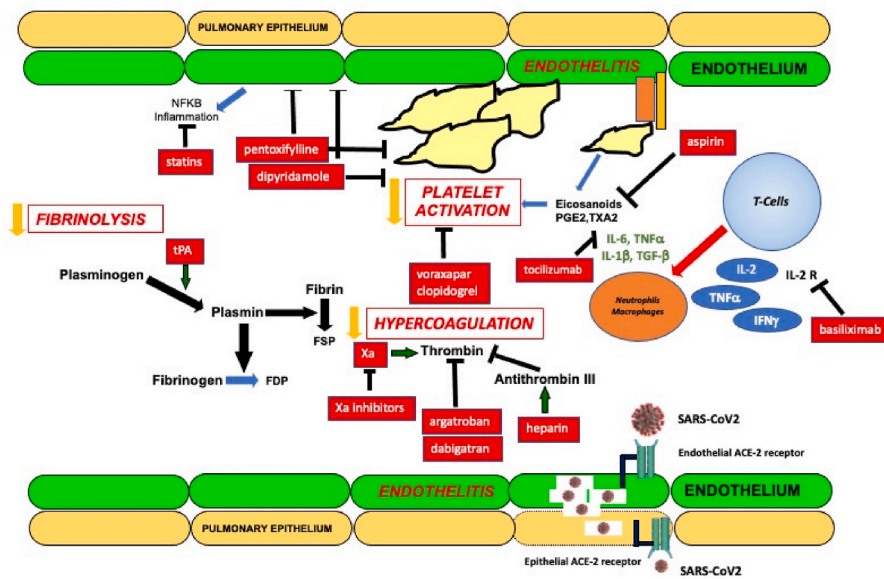 PULMONARY EPITHELIUM
ENDOTHELITIS
ENDOTHELIUM
NFKB
Inflammation
statins
pentoxifylline
dipyridamole
aspirin
PLATELET
ACTIVATION
Eicosanoids
PGE2,TXA2
T-Cells
FIBRINOLYSIS
IL-6, TNFα
IL-1β, TGF-β
tPA
tocilizumab
IL-2
IL-2 R
Plasminogen
voraxapar
clopidogrel
Neutrophils
Macrophages
TNFα
IFNγ
basiliximab
Fibrin
Plasmin
FSP
HYPERCOAGULATION
Xa
Thrombin
Fibrinogen
FDP
Antithrombin III
Xa inhibitors
argatroban
dabigatran
heparin
SARS-CoV2
Endothelial ACE-2 receptor
ENDOTHELITIS
ENDOTHELIUM
PULMONARY EPITHELIUM
Epithelial ACE-2 receptor
SARS-CoV2